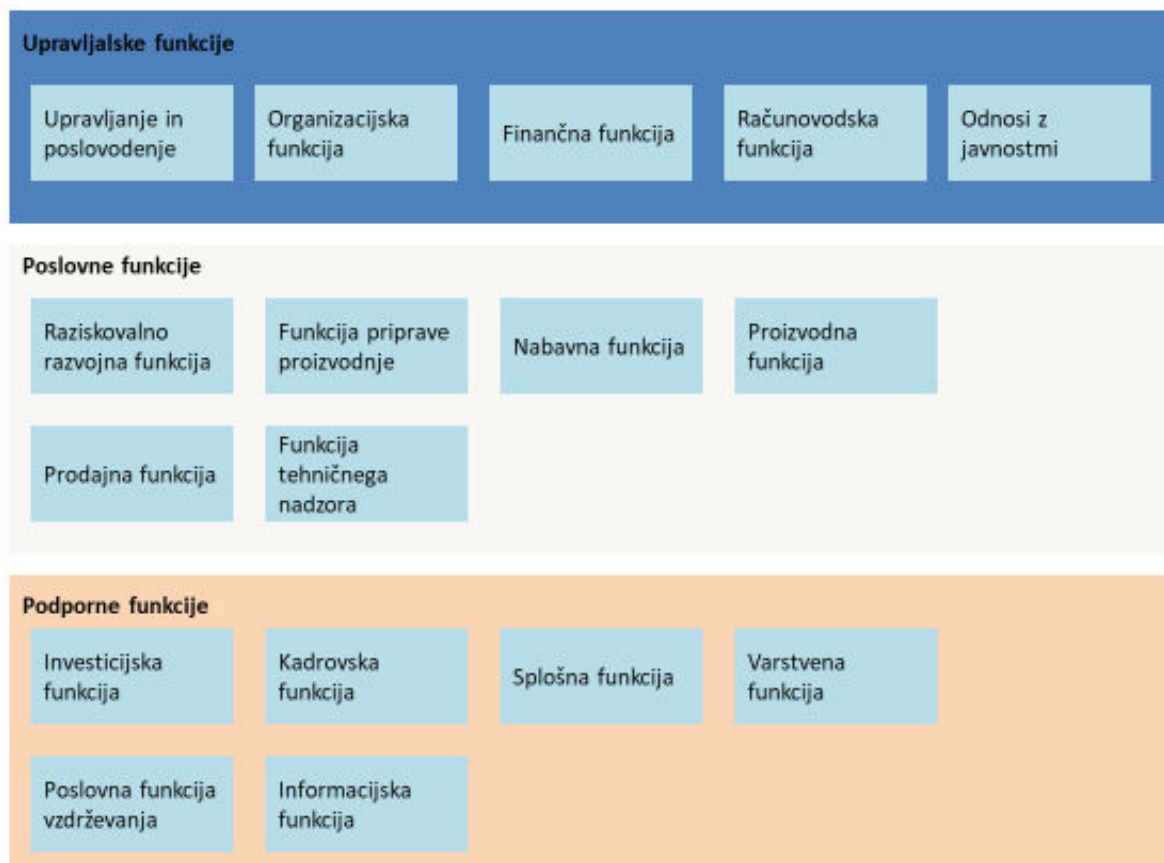 Upravljalske funkcije
Upravljanje in
poslovodenje
Organizacijska
funkcija
Finančna funkcija
Računovodska
funkcija
Odnosi z
javnostmi
Poslovne funkcije
Raziskovalno
razvojna funkcija
Funkcija priprave
proizvodnje
Nabavna funkcija
Proizvodna
funkcija
Prodajna funkcija
Funkcija
tehničnega
nadzora
Podporne funkcije
Investicijska
funkcija
Kadrovska
funkcija
Splošna funkcija
Varstvena
funkcija
Poslovna funkcija
vzdrževanja
Informacijska
funkcija